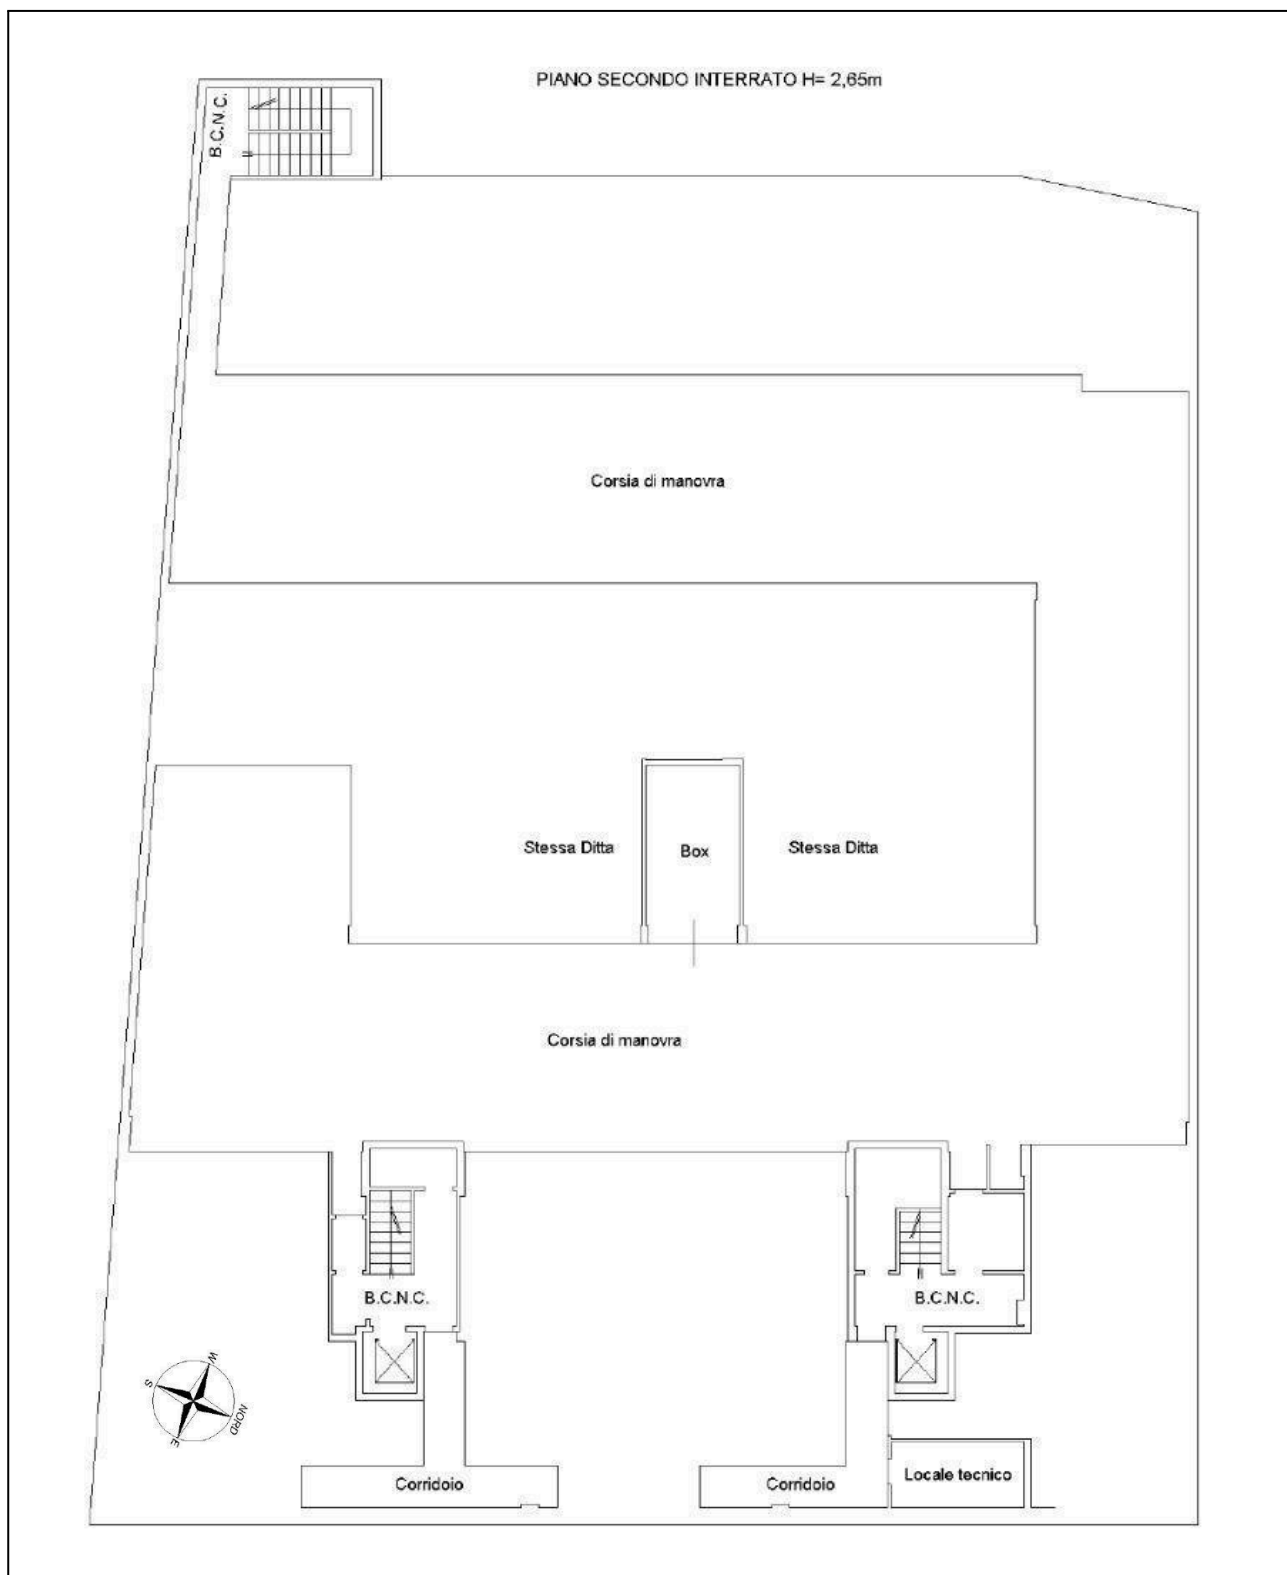 PIANO SECONDO INTERRATO H= 2,65m
B.C.N.C.
Corsia di manovra
Stessa Ditta
Box
Stessa Ditta
Corsia di manovra
B.C.N.C.
B.C.N.C.
W
S
NORD
E
Corridoio
Corridoio
Locale tecnico